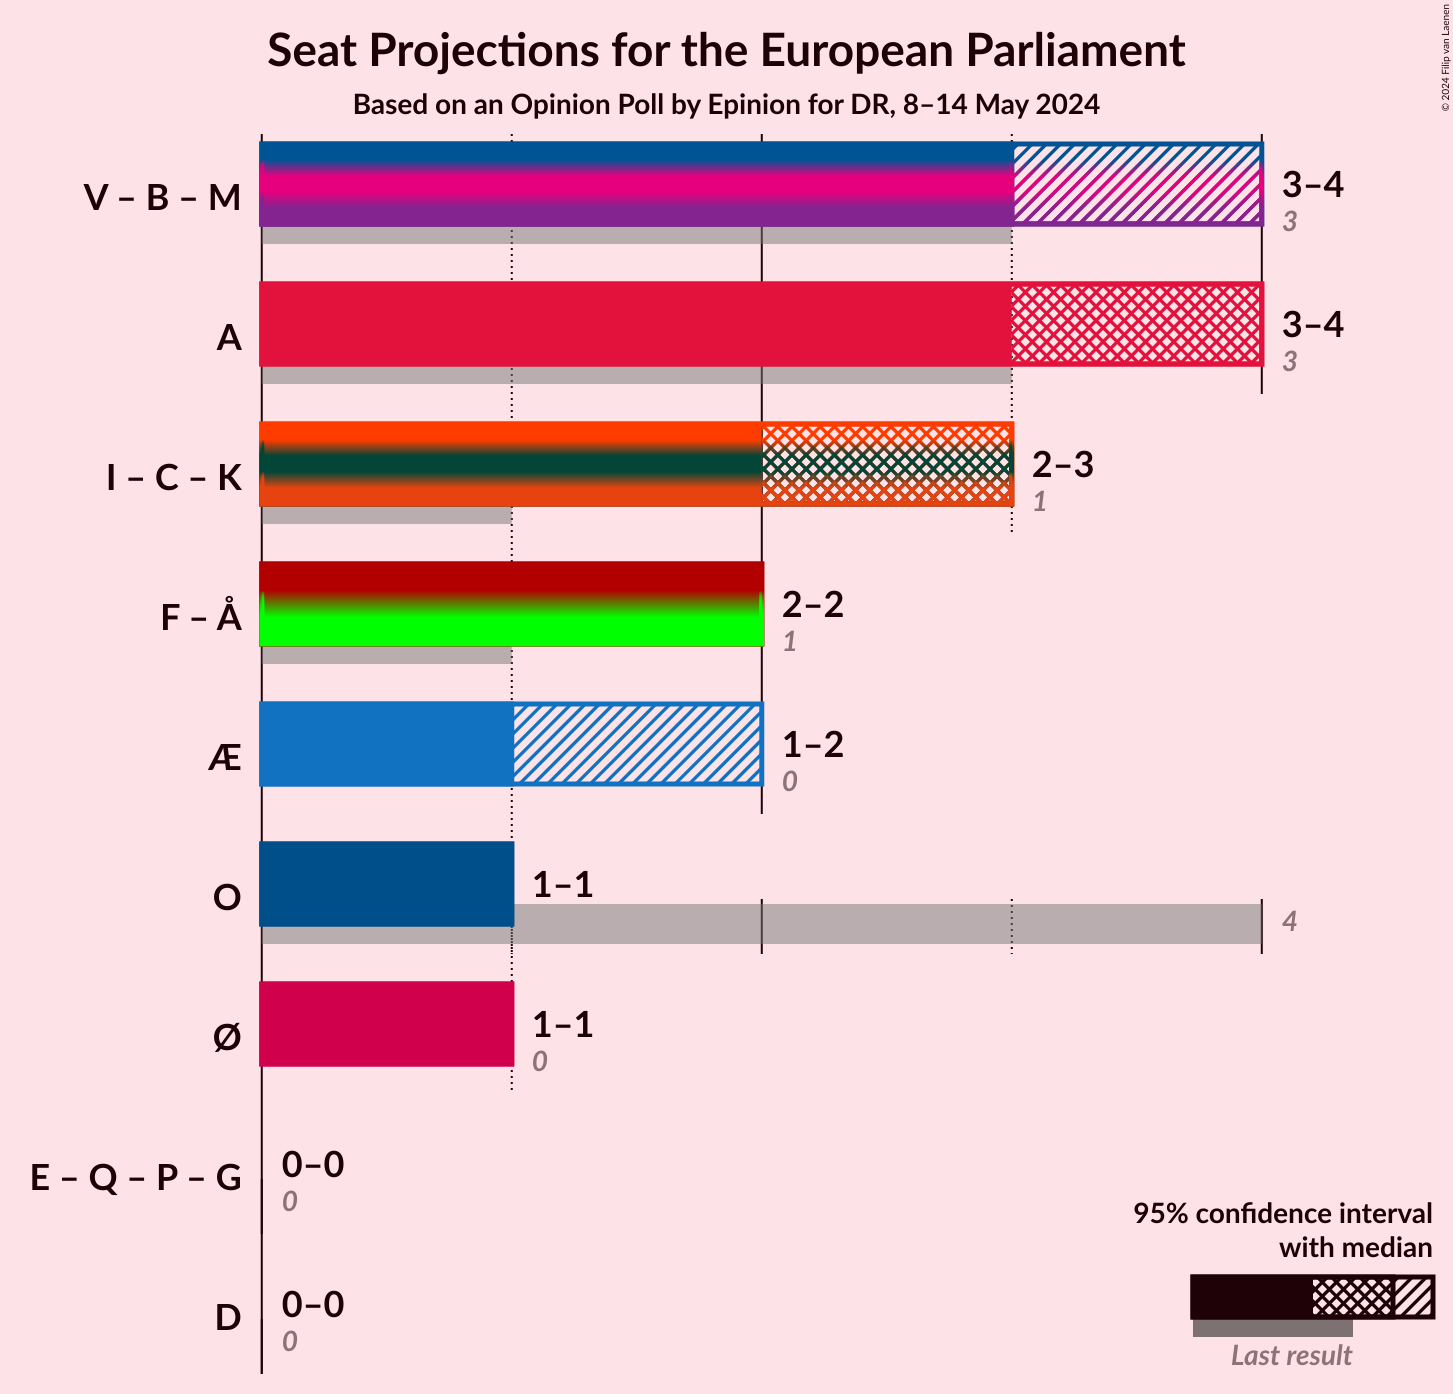 Seat Projections for the European Parliament
Based on an Opinion Poll by Epinion for DR, 8–14 May 2024
© 2024 Filip van Laenen
V – B – M
3–4
3
A
3–4
3
I – C – K
2–3
1
F – Å
2–2
1
Æ
1–2
0
O
1–1
4
Ø
1–1
0
E – Q – P – G
0–0
0
D
0–0
0
95% confidence interval
with median
Last result